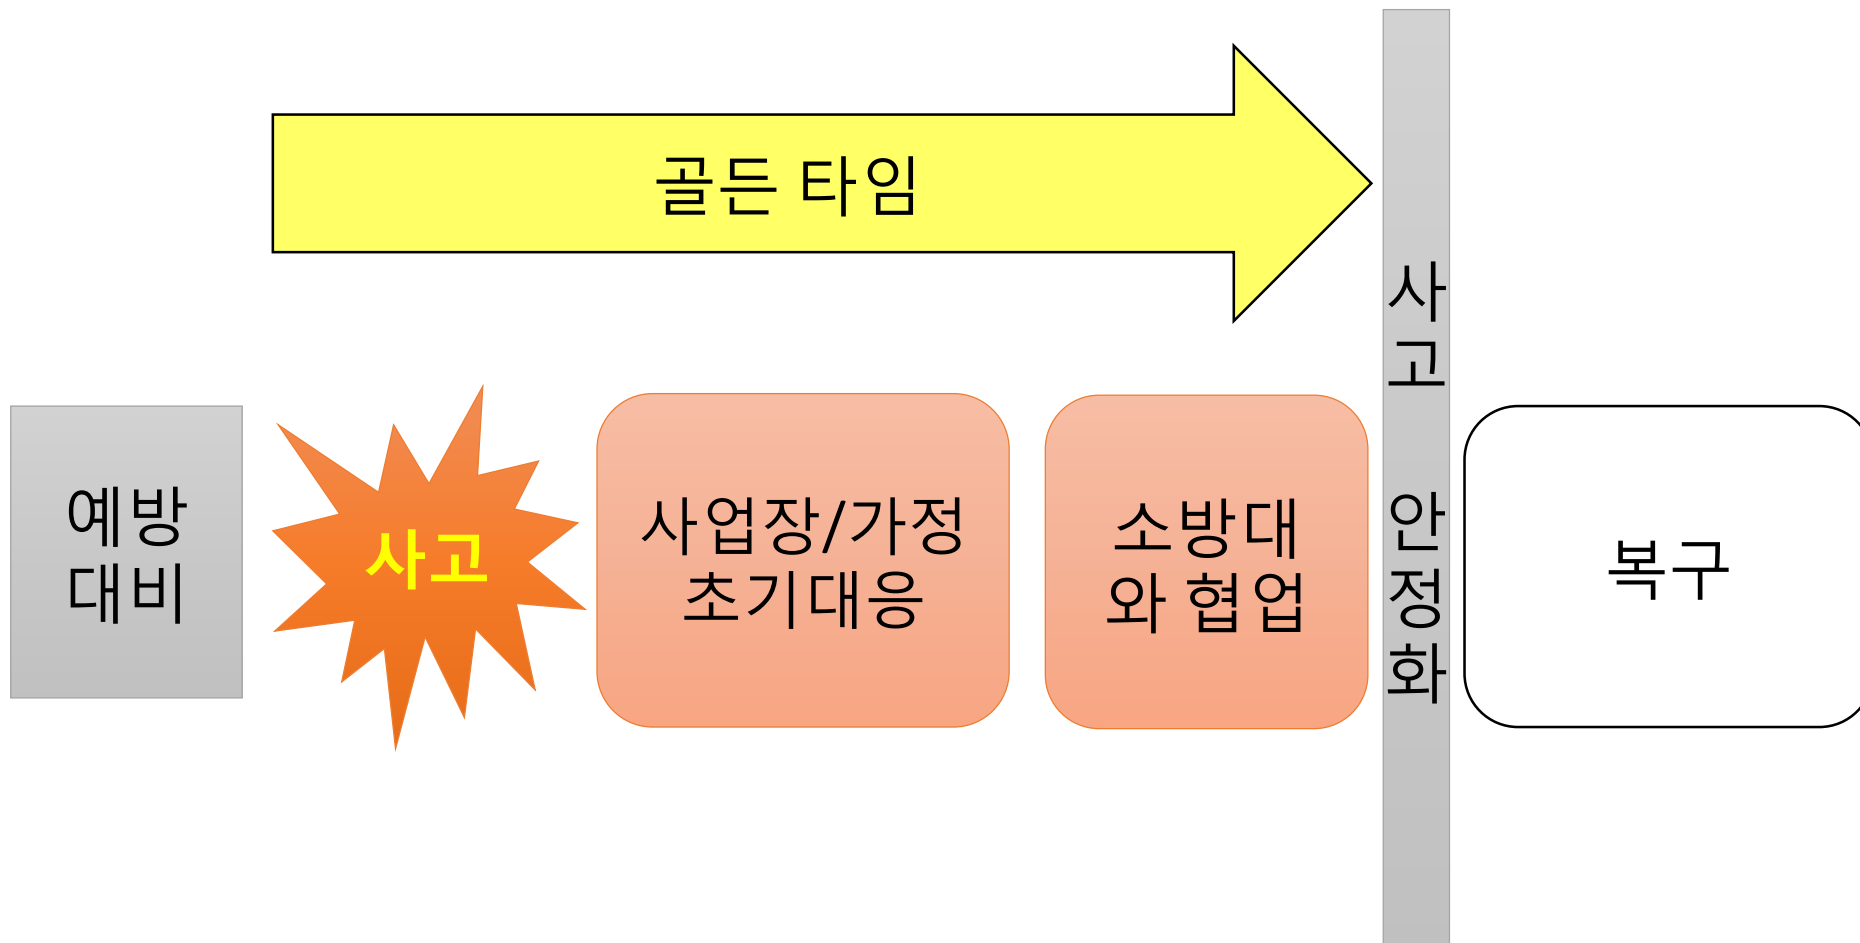 골든 타임
예방
대비
사고
사업장/가정
초기대응
소방대
와 협업
사
고
안
정
화
복구